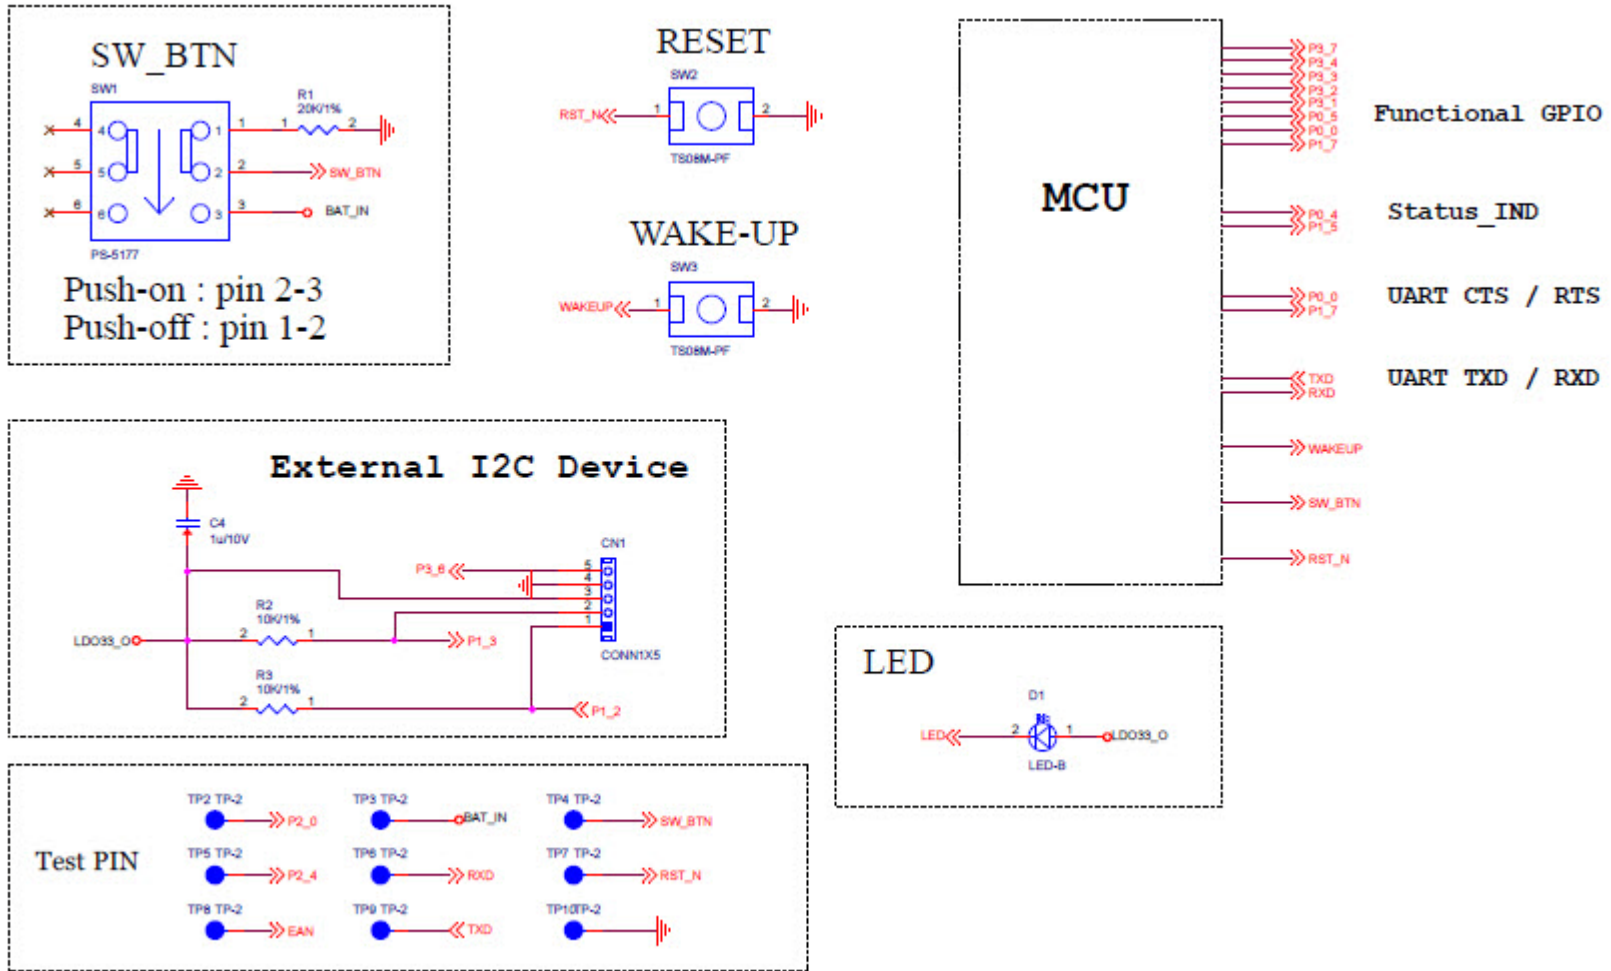 SW_BTN
SW1
R1
20K/1%
4 4 1 1 1 2
5 5 2 2 SW_BTN
6 6 3 3 BAT_IN
PS-5177
Push-on : pin 2-3
Push-off : pin 1-2
RESET
SW2
RST_N 1 2
TS08M-PF
WAKE-UP
SW3
WAKEUP 1 2
TS08M-PF
MCU
P3_7
P3_4
P3_3
P3_2
P3_1
P0_5
P0_0
P1_7
Functional GPIO
P0_4
P1_5
Status_IND
P0_0
P1_7
UART CTS / RTS
TXD
RXD
UART TXD / RXD
WAKEUP
SW_BTN
RST_N
External I2C Device
C4
1u/10V
CN1
P3_6 5
4
3
2
1
CONN1X5
R2
10K/1%
LDO33_O 2 1 P1_3
R3
10K/1%
2 1 P1_2
LED
D1
LED 2 1 LDO33_O
LED-B
Test PIN
TP2 TP-2 P2_0
TP3 TP-2 BAT_IN
TP4 TP-2 SW_BTN
TP5 TP-2 P2_4
TP6 TP-2 RXD
TP7 TP-2 RST_N
TP8 TP-2 EAN
TP9 TP-2 TXD
TP10TP-2